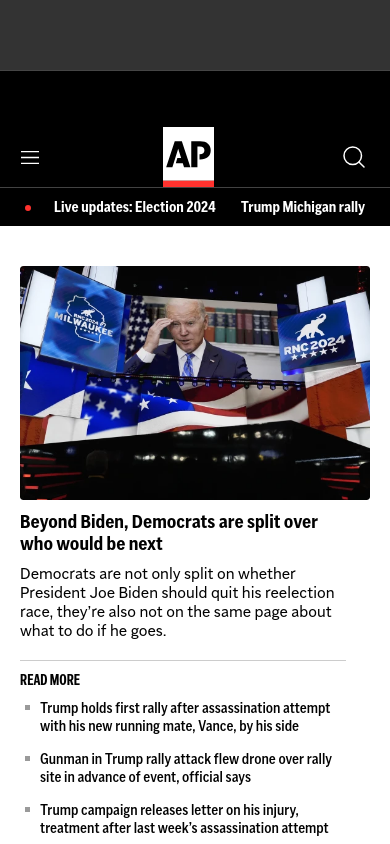 AP
Live updates: Election 2024 Trump Michigan rally
RNC 2024
MILWAUKEE
RNC 2024
Beyond Biden, Democrats are split over
who would be next
Democrats are not only split on whether
President Joe Biden should quit his reelection
race, they’re also not on the same page about
what to do if he goes.
READ MORE
Trump holds first rally after assassination attempt
with his new running mate, Vance, by his side
Gunman in Trump rally attack flew drone over rally
site in advance of event, official says
Trump campaign releases letter on his injury,
treatment after last week’s assassination attempt